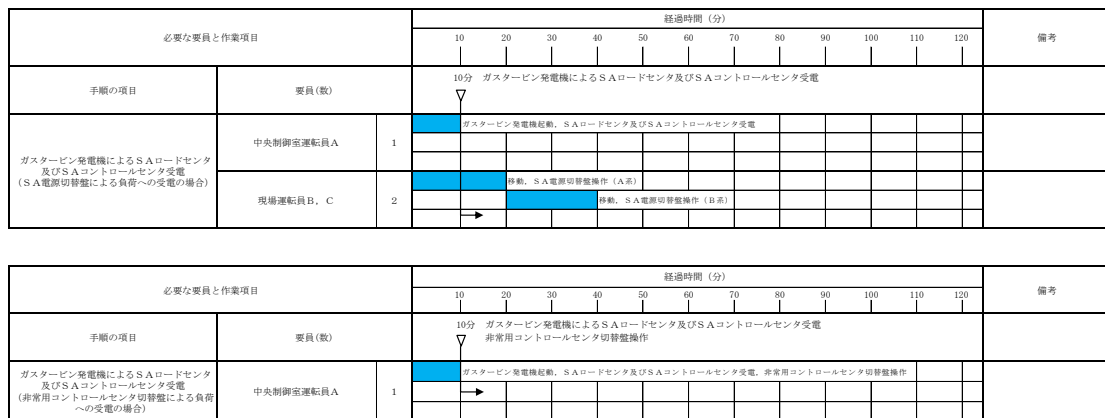 必要な要員と作業項目
経過時間（分）
備考
10 20 30 40 50 60 70 80 90 100 110 120
手順の項目
要員(数)
10分 ガスタービン発電機によるＳＡロードセンタ及びＳＡコントロールセンタ受電
ガスタービン発電機によるＳＡロードセンタ
及びＳＡコントロールセンタ受電
（ＳＡ電源切替盤による負荷への受電の場合）
中央制御室運転員Ａ
1
ガスタービン発電機起動，ＳＡロードセンタ及びＳＡコントロールセンタ受電
現場運転員Ｂ，Ｃ
2
移動，ＳＡ電源切替盤操作（Ａ系）
移動，ＳＡ電源切替盤操作（Ｂ系）
必要な要員と作業項目
経過時間（分）
備考
10 20 30 40 50 60 70 80 90 100 110 120
手順の項目
要員(数)
10分 ガスタービン発電機によるＳＡロードセンタ及びＳＡコントロールセンタ受電
非常用コントロールセンタ切替盤操作
ガスタービン発電機によるＳＡロードセンタ
及びＳＡコントロールセンタ受電
（非常用コントロールセンタ切替盤による負荷
への受電の場合）
中央制御室運転員Ａ
1
ガスタービン発電機起動，ＳＡロードセンタ及びＳＡコントロールセンタ受電，非常用コントロールセンタ切替盤操作